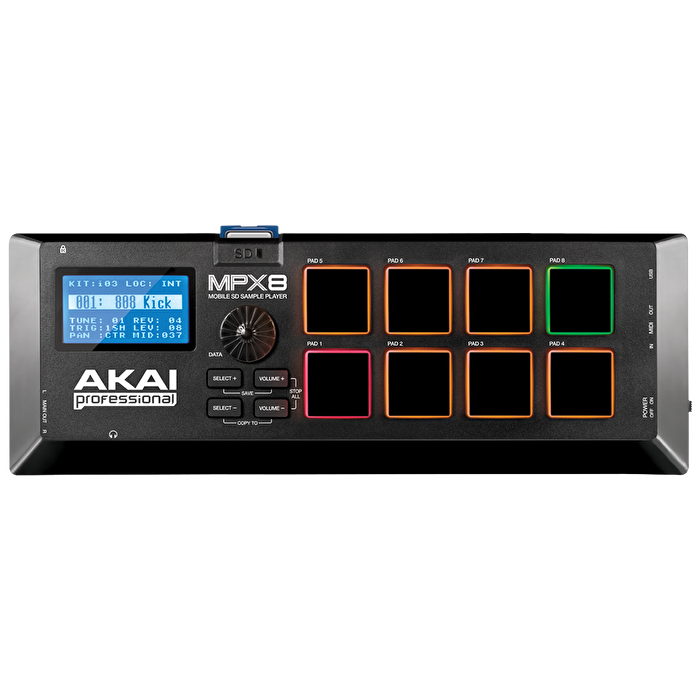 SD
KIT:i03 LOC: INT
001: 808 Kick
TUNE: 01 REV: 04
TRIG:1SH LEV: 08
PAN :CTR MID:037
MPX8
MOBILE SD SAMPLE PLAYER
DATA
AKAI
professional
SELECT +
VOLUME +
SAVE
STOP
ALL
SELECT –
VOLUME –
COPY TO
PAD 5
PAD 6
PAD 7
PAD 8
PAD 1
PAD 2
PAD 3
PAD 4
L
MAIN OUT
R
USB
OUT
MIDI
IN
POWER
OFF ON